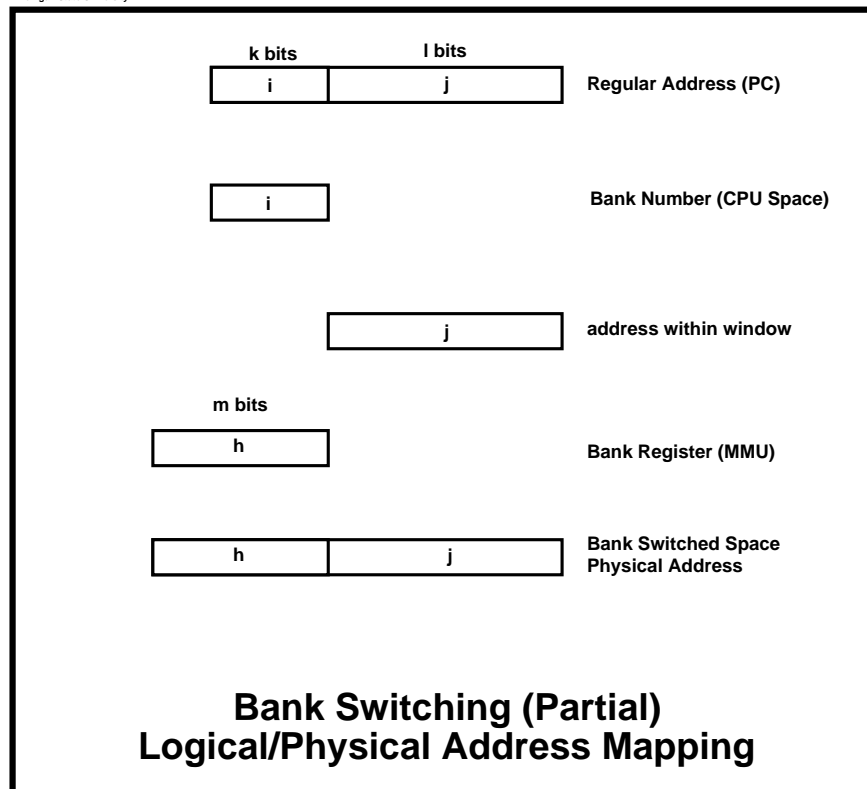 k bits l bits
i j Regular Address (PC)
i Bank Number (CPU Space)
j address within window
m bits
h Bank Register (MMU)
h j Bank Switched Space
Physical Address
Bank Switching (Partial)
Logical/Physical Address Mapping